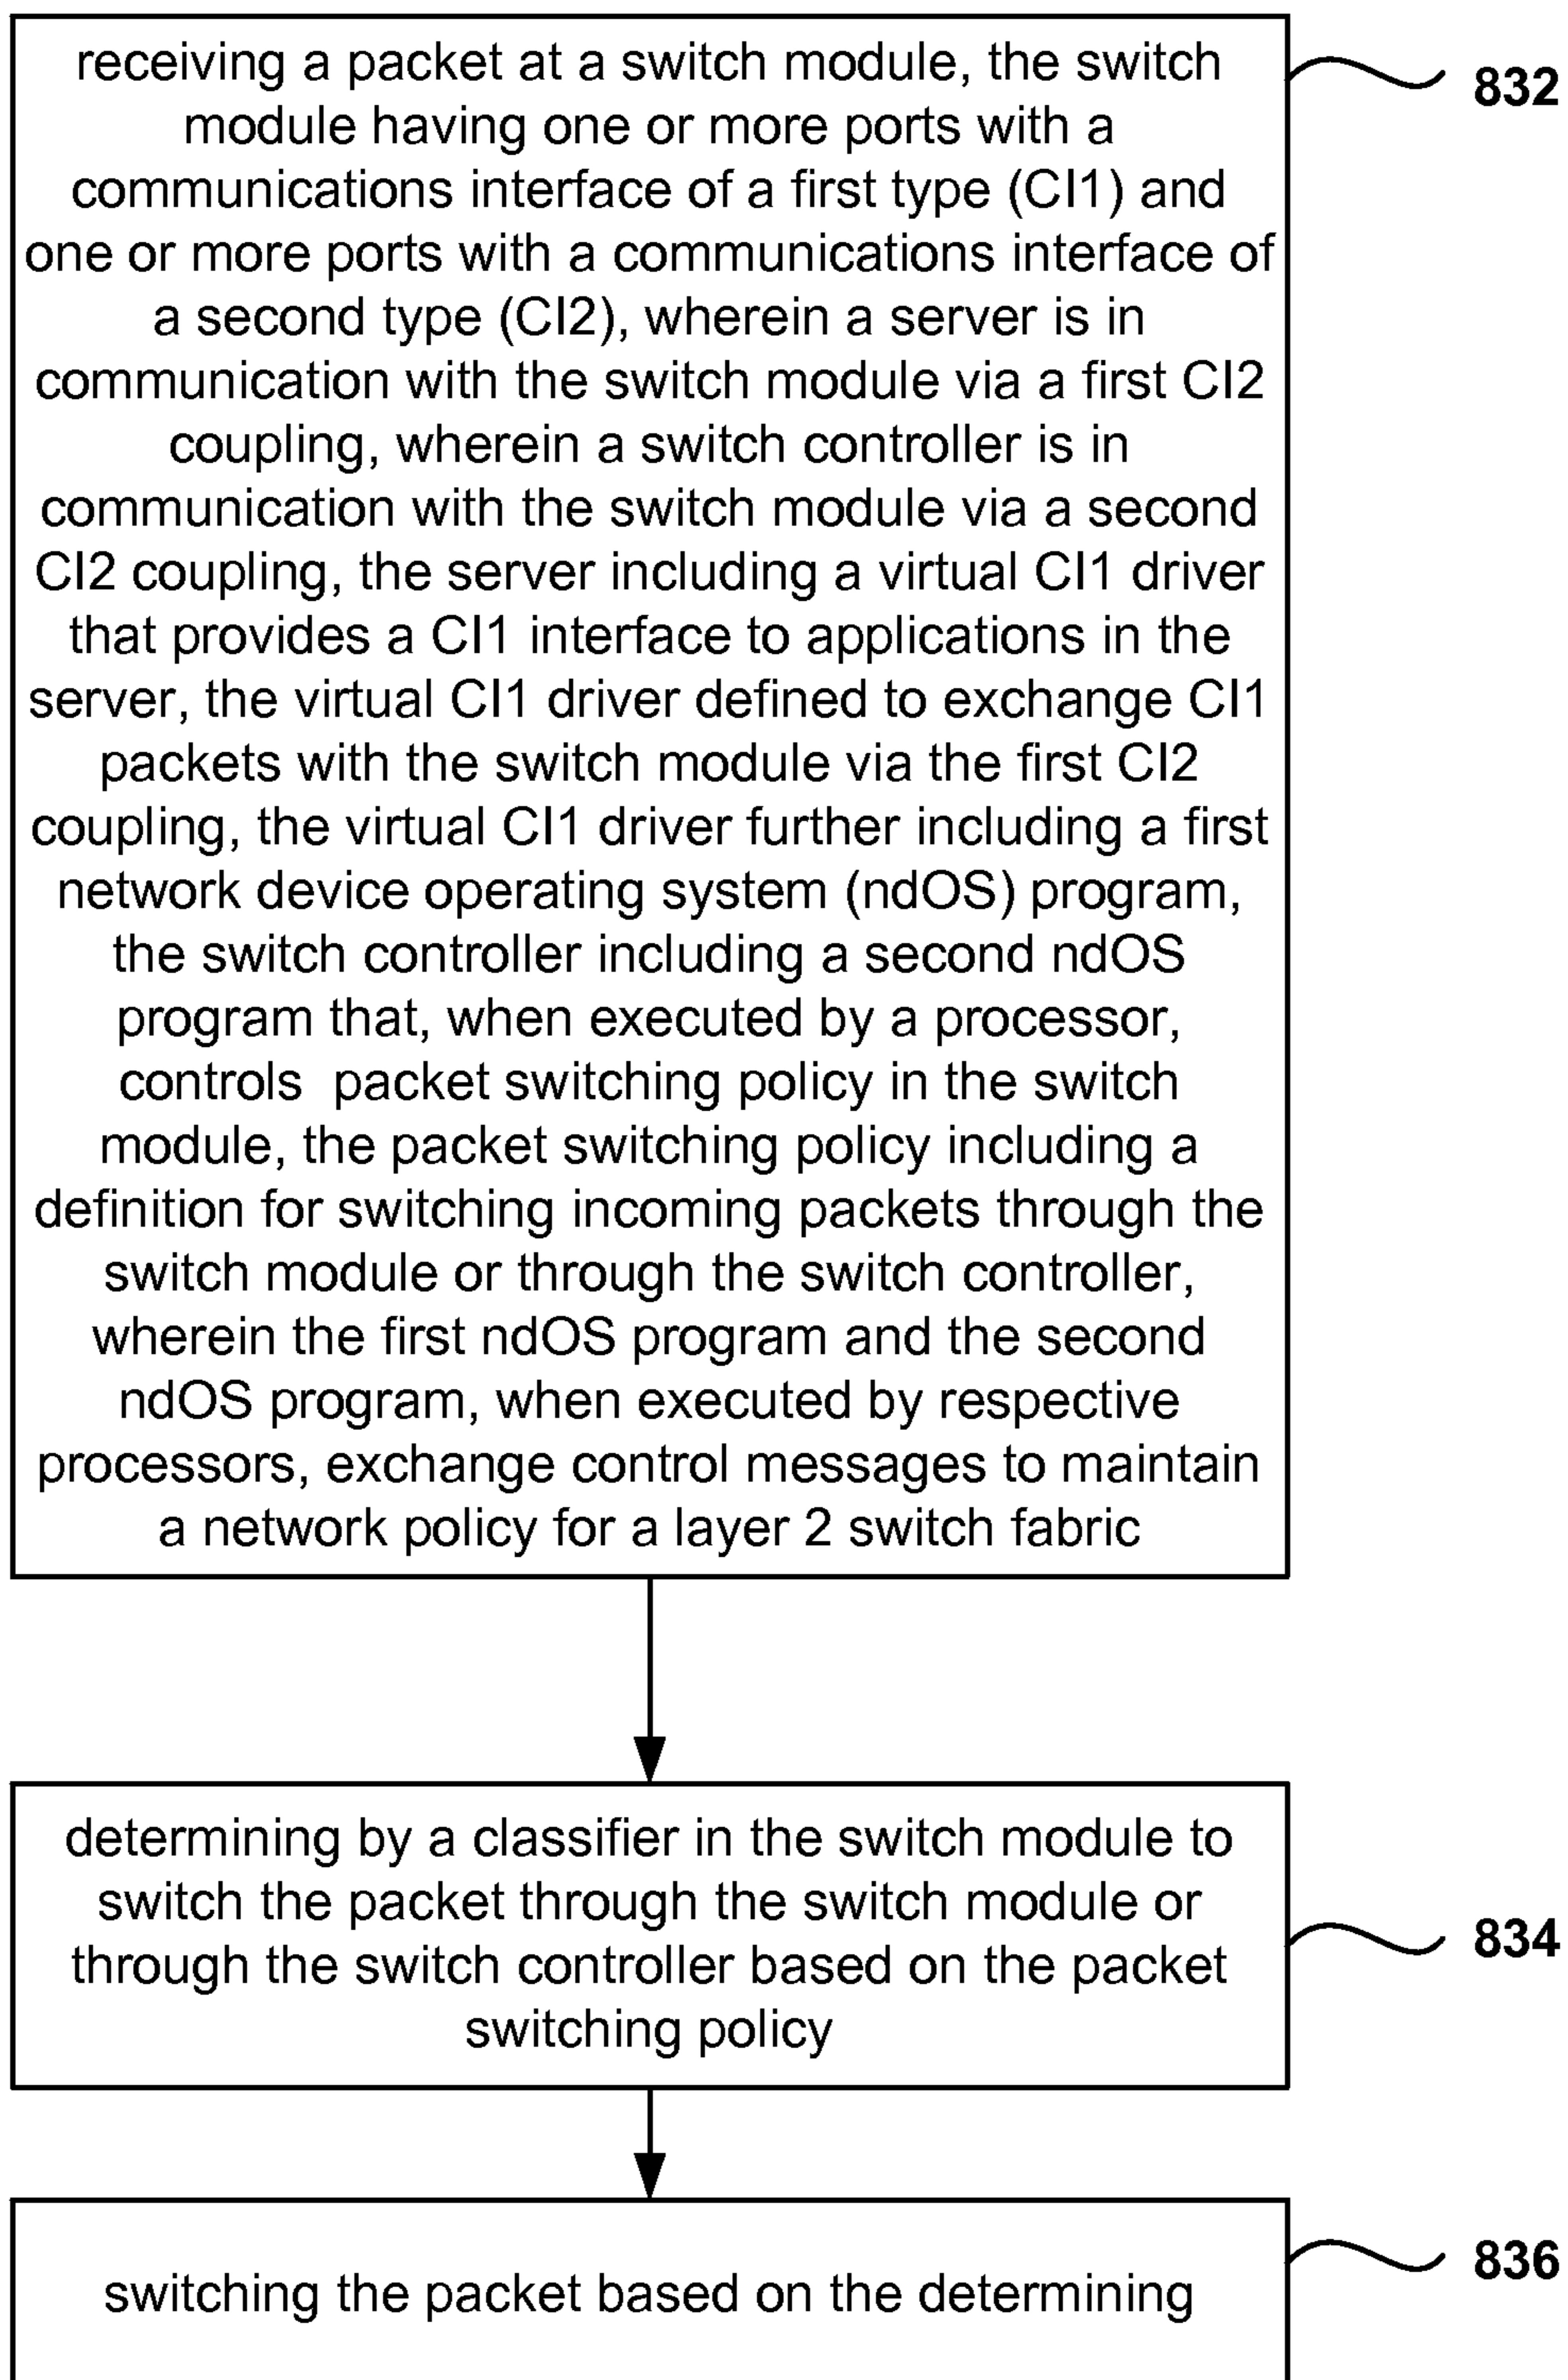 receiving a packet at a switch module, the switch
832
module having one or more ports with a
communications interface of a first type (CI1) and
one or more ports with a communications interface of
a second type (CI2), wherein a server is in
communication with the switch module via a first CI2
coupling, wherein a switch controller is in
communication with the switch module via a second
CI2 coupling, the server including a virtual CI1 driver
that provides a CI1 interface to applications in the
server, the virtual CI1 driver defined to exchange CI1
packets with the switch module via the first CI2
coupling, the virtual CI1 driver further including a first
network device operating system (ndOS) program,
the switch controller including a second ndOS
program that, when executed by a processor,
controls  packet switching policy in the switch
module, the packet switching policy including a
definition for switching incoming packets through the
switch module or through the switch controller,
wherein the first ndOS program and the second
ndOS program, when executed by respective
processors, exchange control messages to maintain
a network policy for a layer 2 switch fabric
determining by a classifier in the switch module to
switch the packet through the switch module or
through the switch controller based on the packet
switching policy
834
switching the packet based on the determining
836